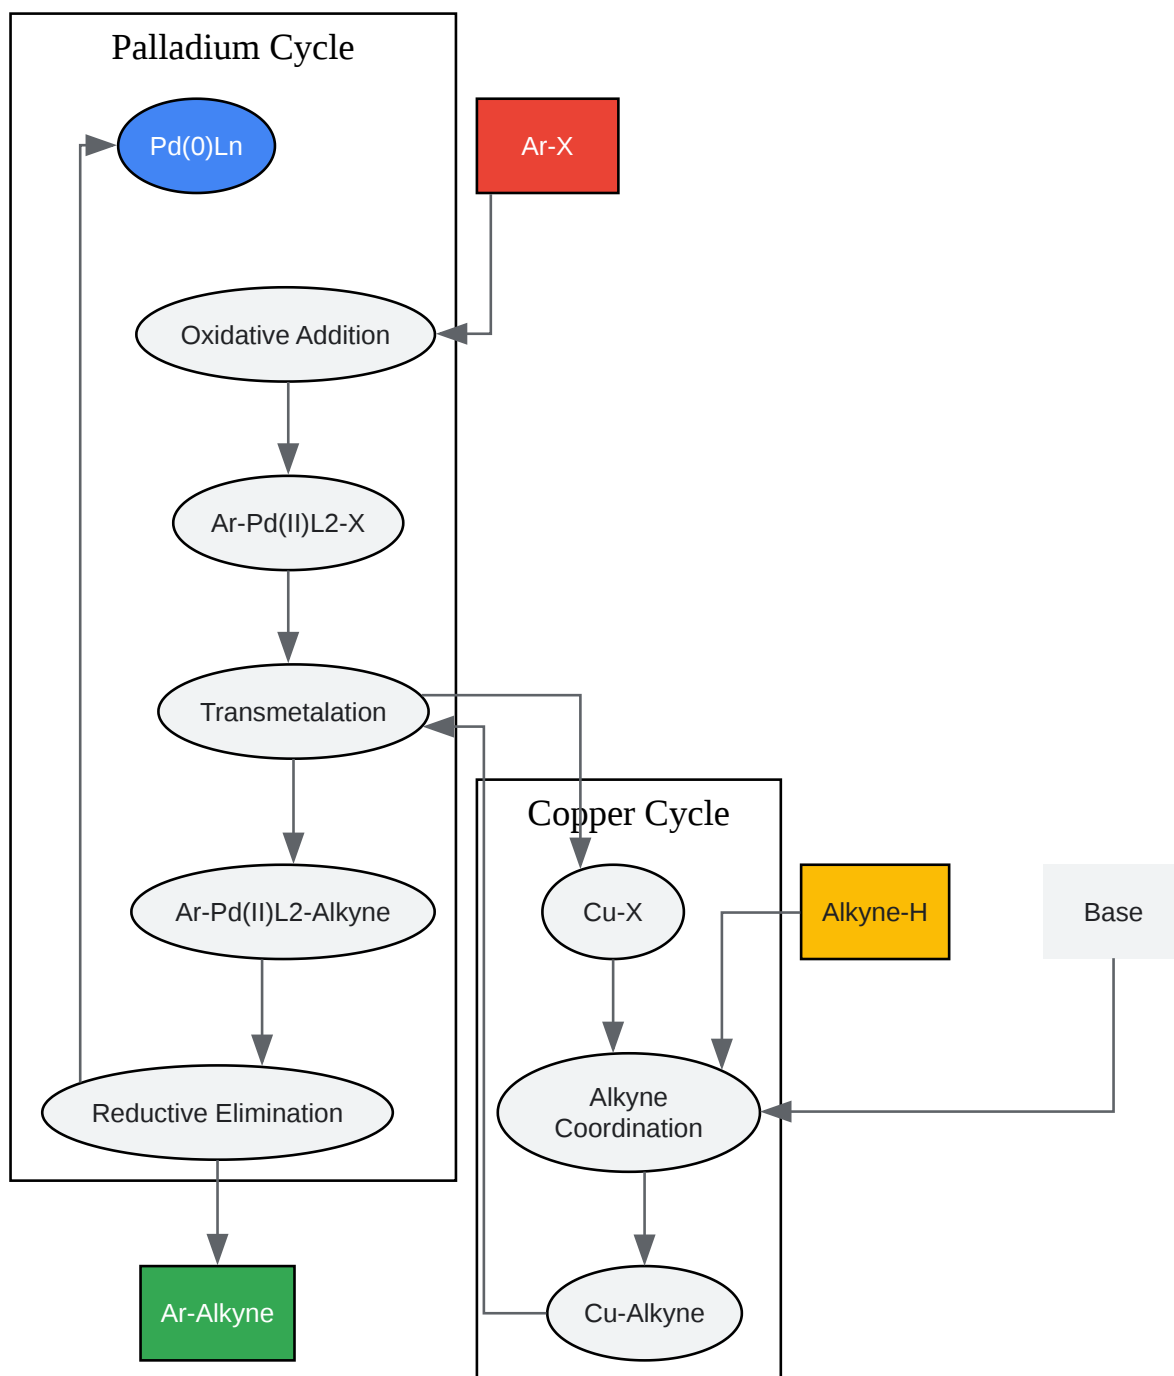 Palladium Cycle
Pd(0)Ln
Ar-X
Oxidative Addition
Ar-Pd(II)L2-X
Transmetalation
Copper Cycle
Ar-Pd(II)L2-Alkyne
Cu-X
Alkyne-H
Base
Reductive Elimination
Alkyne
Coordination
Ar-Alkyne
Cu-Alkyne